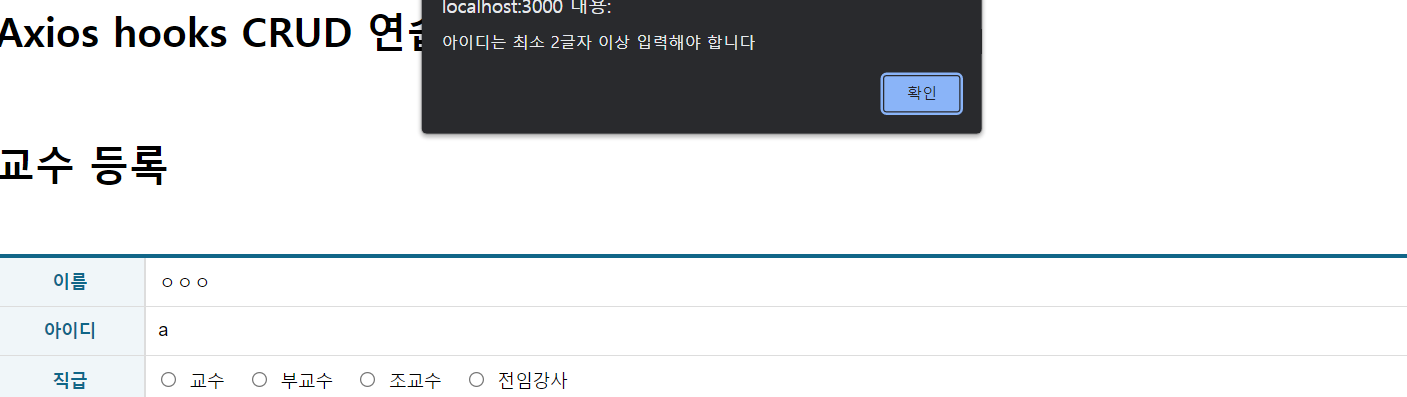 localhost:3000 내용:
Axios hooks CRUD 연습
아이디는 최소 2글자 이상 입력해야 합니다
확인
교수 등록
이름 ㅇㅇㅇ
아이디 a
직급 교수 부교수 조교수 전임강사